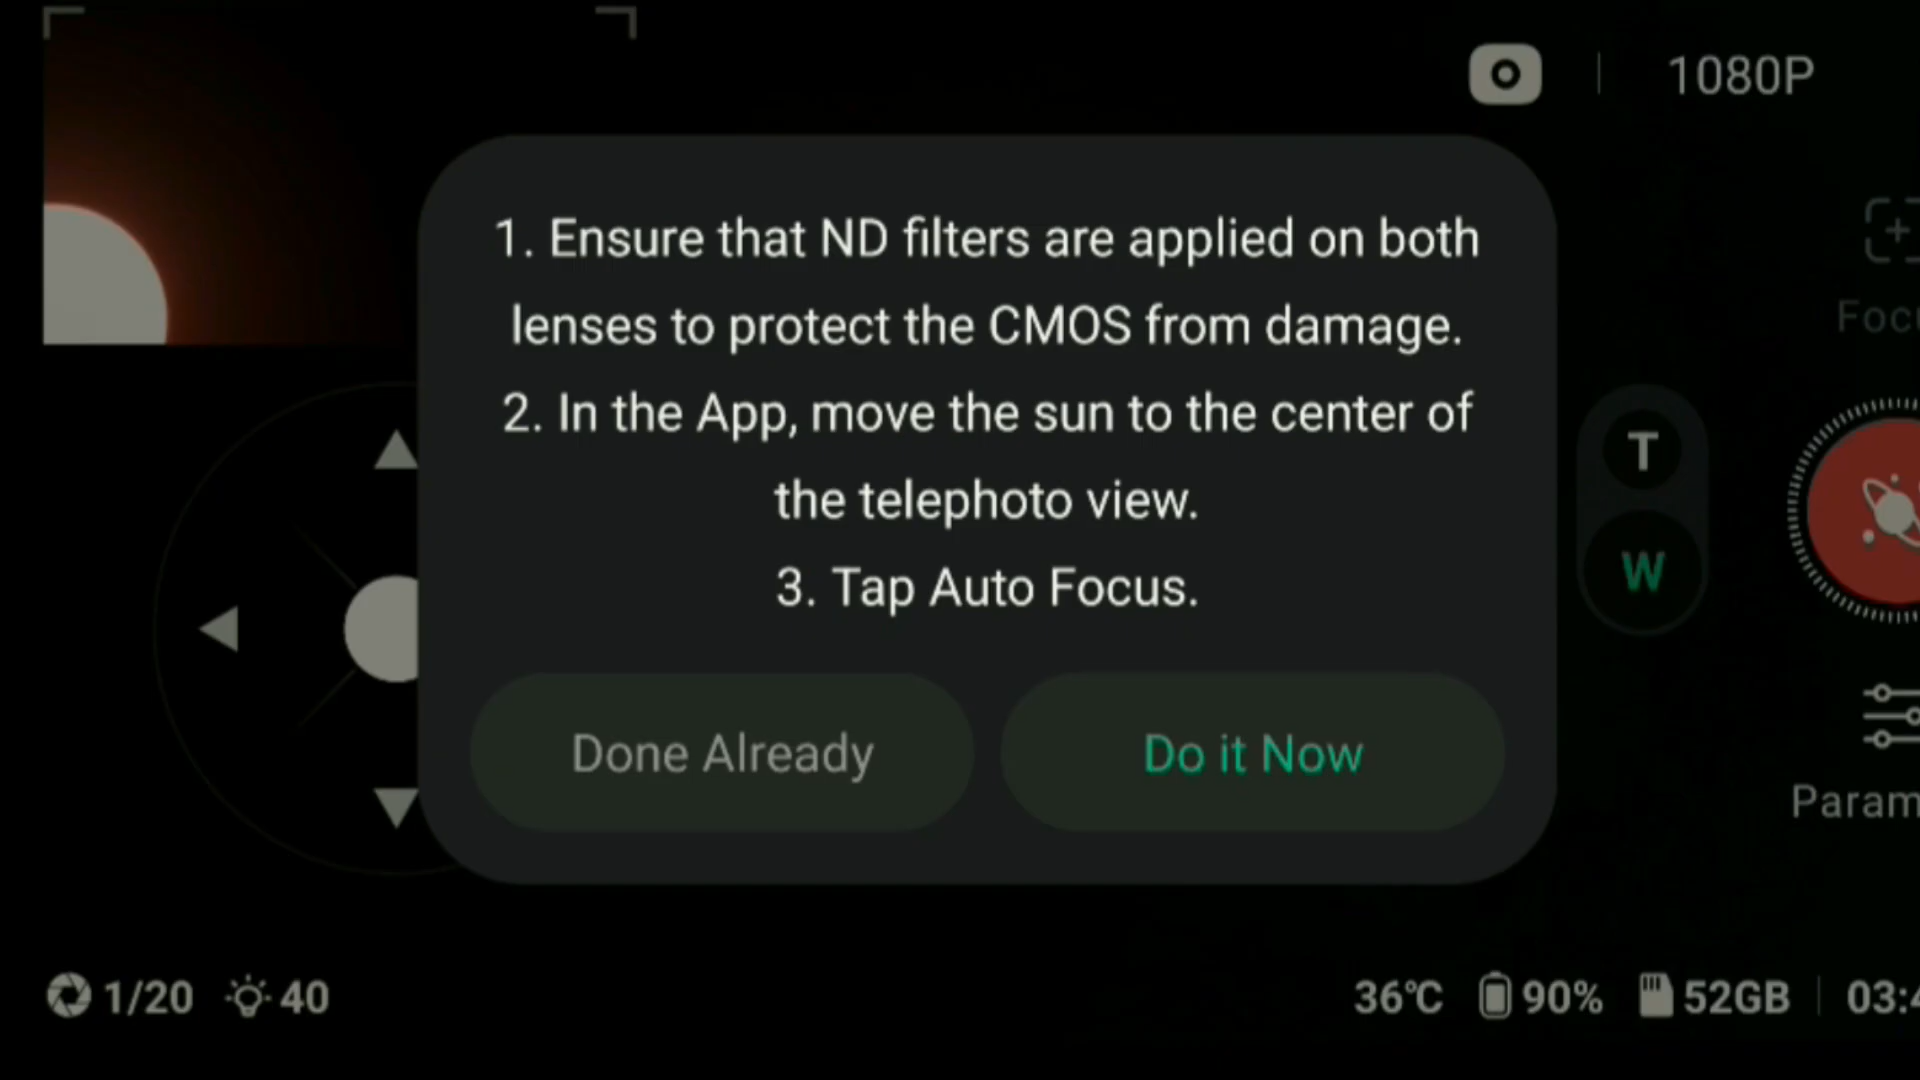 1080P
1. Ensure that ND filters are applied on both
lenses to protect the CMOS from damage.
2. In the App, move the sun to the center of
the telephoto view.
3. Tap Auto Focus.
Done Already
Do it Now
T
W
1/20
40
36℃
90%
52GB